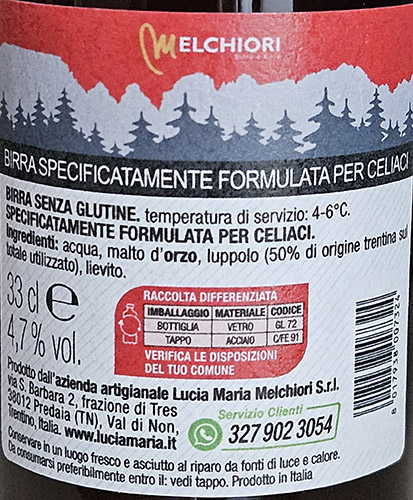 MELCHIORI
BIRRA SPECIFICATAMENTE FORMULATA PER CELIACI
BIRRA SENZA GLUTINE. temperatura di servizio: 4-6°C.
SPECIFICATAMENTE FORMULATA PER CELIACI.
Ingredienti: acqua, malto d'orzo, luppolo (50% di origine trentina sul
totale utilizzato), lievito.
33 cl e
4,7% vol.
RACCOLTA DIFFERENZIATA
IMBALLAGGIO MATERIALE CODICE
BOTTIGLIA VETRO GL 72
TAPPO ACCIAIO C/FE 91
VERIFICA LE DISPOSIZIONI
DEL TUO COMUNE
8 017938 007324
Prodotto dall'azienda artigianale Lucia Maria Melchiori S.r.l.
via S. Barbara 2, frazione di Tres
38012 Predaia (TN), Val di Non,
Trentino, Italia. www.luciamaria.it
Servizio Clienti
327 902 3054
Conservare in un luogo fresco e asciutto al riparo da fonti di luce e calore.
Da consumarsi preferibilmente entro il: vedi tappo. Prodotto in Italia